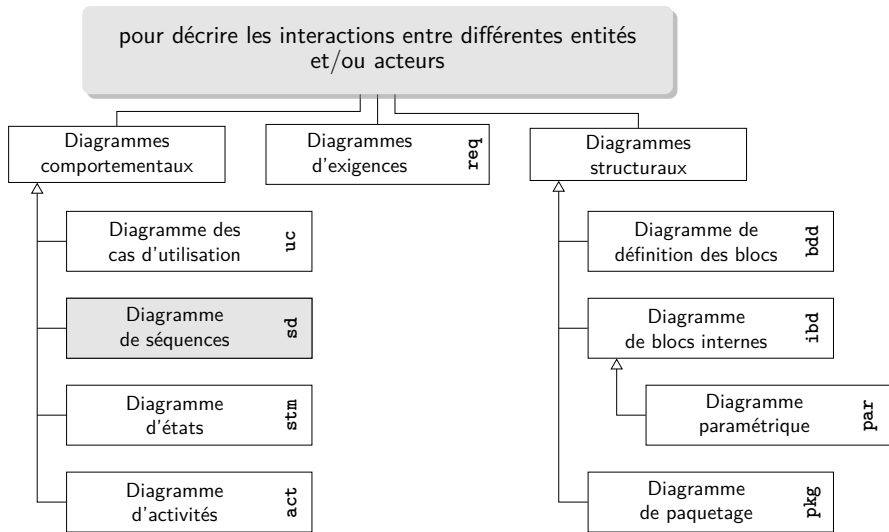 pour décrire les interactions entre différentes entités
et/ou acteurs
Diagrammes
comportementaux
Diagrammes
d'exigences
req
Diagrammes
structuraux
Diagramme des
cas d'utilisation
uc
Diagramme
de séquences
sd
Diagramme
d'états
stm
Diagramme
d'activités
act
Diagramme de
définition des blocs
bdd
Diagramme
de blocs internes
ibd
Diagramme
paramétrique
par
Diagramme
de paquetage
pkg